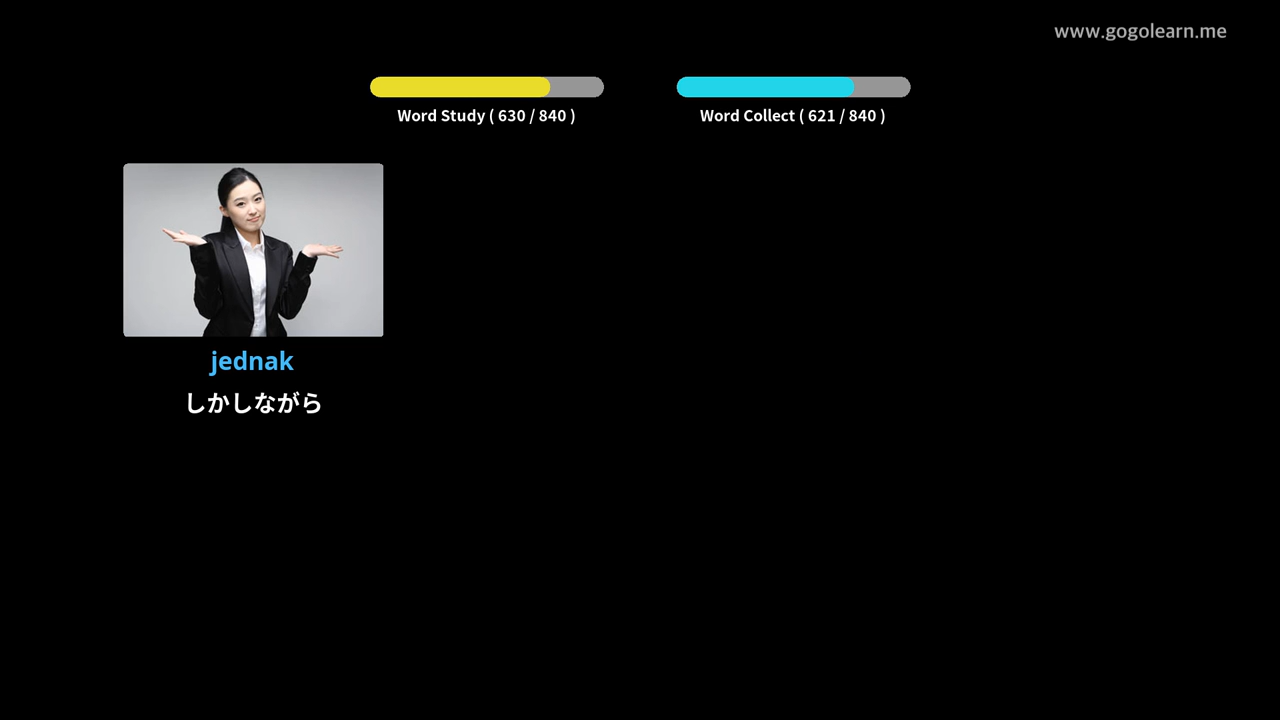 www.gogolearn.me
Word Study ( 630 / 840 )
Word Collect ( 621 / 840 )
jednak
しかしながら